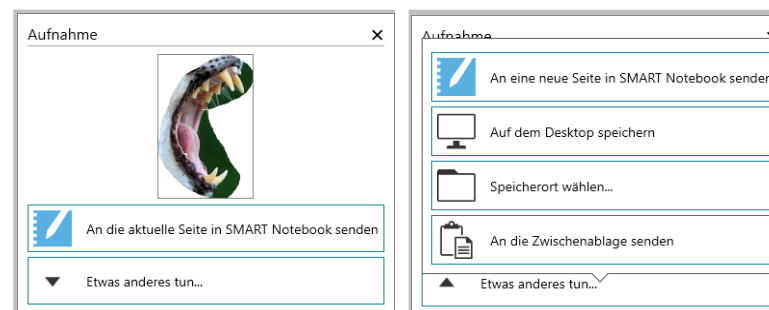 Aufnahme
An die aktuelle Seite in SMART Notebook senden
Etwas anderes tun...
Aufnahme
An eine neue Seite in SMART Notebook senden
Auf dem Desktop speichern
Speicherort wählen...
An die Zwischenablage senden
Etwas anderes tun...